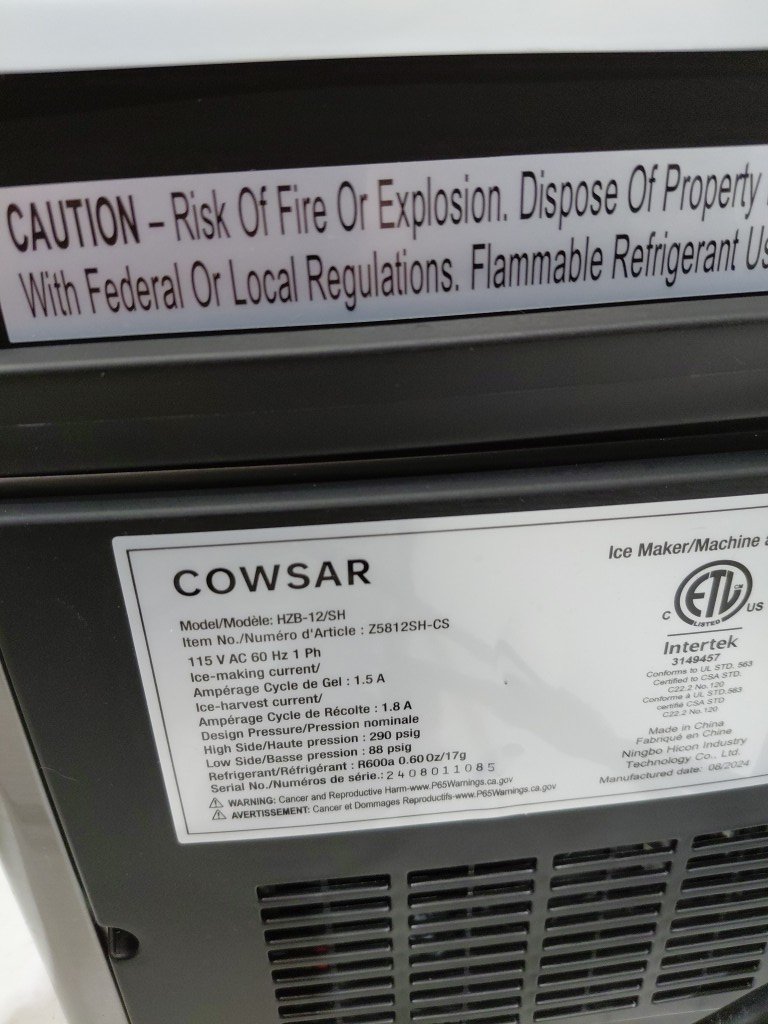 CAUTION – Risk Of Fire Or Explosion. Dispose Of Property
With Federal Or Local Regulations. Flammable Refrigerant
COWSAR
Model/Modèle: HZB-12/SH
Item No./Numéro d'Article : Z5812SH-CS
115 V AC 60 Hz 1 Ph
Ice-making current/
Ampérage Cycle de Gel : 1.5 A
Ice-harvest current/
Ampérage Cycle de Récolte : 1.8 A
Design Pressure/Pression nominale
High Side/Haute pression : 290 psig
Low Side/Basse pression : 88 psig
Refrigerant/Réfrigérant : R600a 0.60 Oz/17g
Serial No./Numéros de série.: 2408011085
WARNING: Cancer and Reproductive Harm-www.P65Warnings.ca.gov
AVERTISSEMENT: Cancer et Dommages Reproductifs-www.P65Warnings.ca.gov
Ice Maker/Machine
ETL CM
LISTED
C US
Intertek
3149457
Conforms to UL STD. 563
Certified to CSA STD.
C22.2 No.120
Conforme à UL STD.563
certifié CSA STD
C22.2 No.120
Made in China
Fabriqué en Chine
Ningbo Hicon Industry
Technology Co., Ltd.
Manufactured date: 08/2024